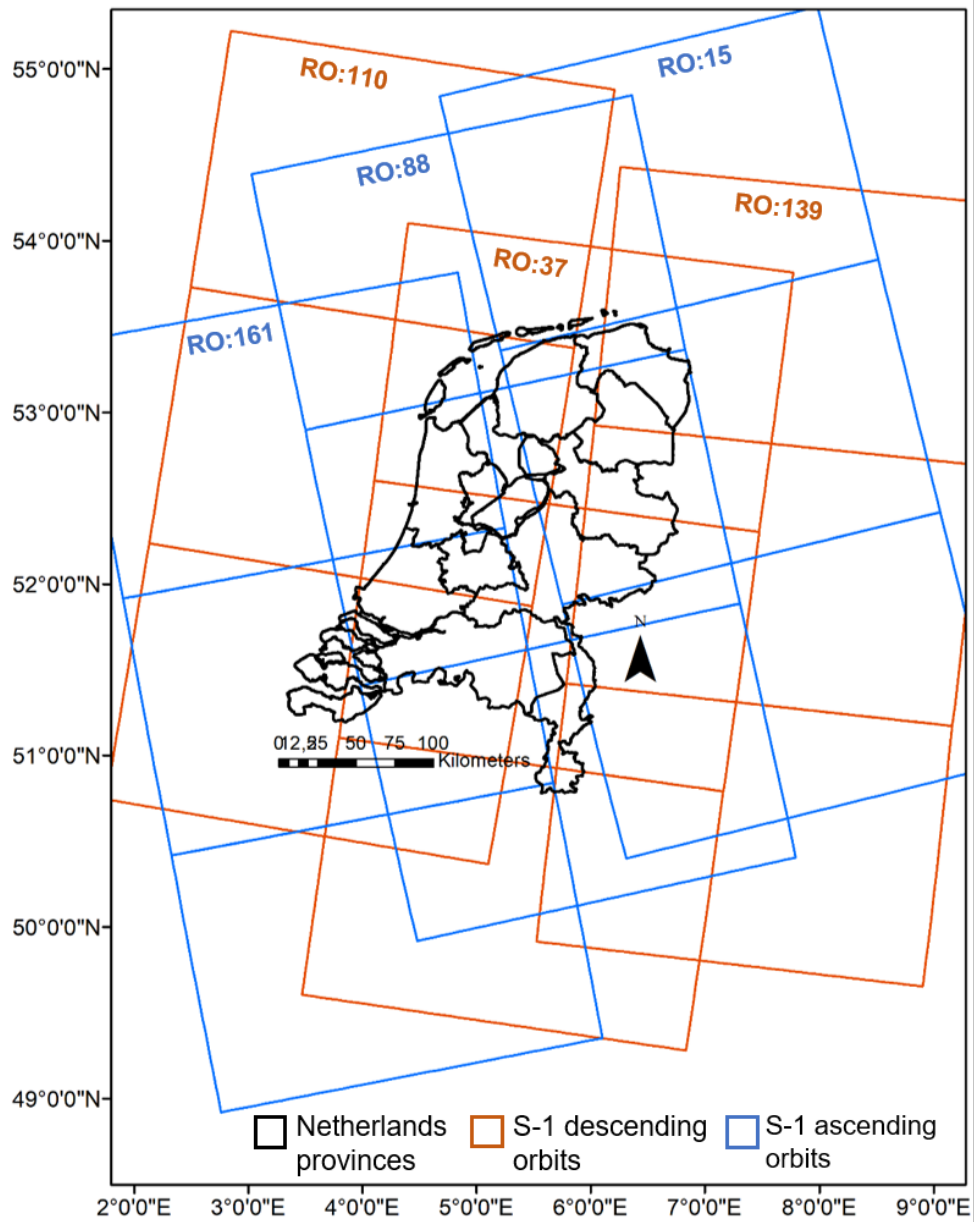 55°0'0"N
54°0'0"N
53°0'0"N
52°0'0"N
51°0'0"N
50°0'0"N
49°0'0"N
RO:110
RO:15
RO:88
RO:139
RO:37
RO:161
N
0 12,5 25 50 75 100
Kilometers
Netherlands
provinces
S-1 descending
orbits
S-1 ascending
orbits
2°0'0"E 3°0'0"E 4°0'0"E 5°0'0"E 6°0'0"E 7°0'0"E 8°0'0"E 9°0'0"E